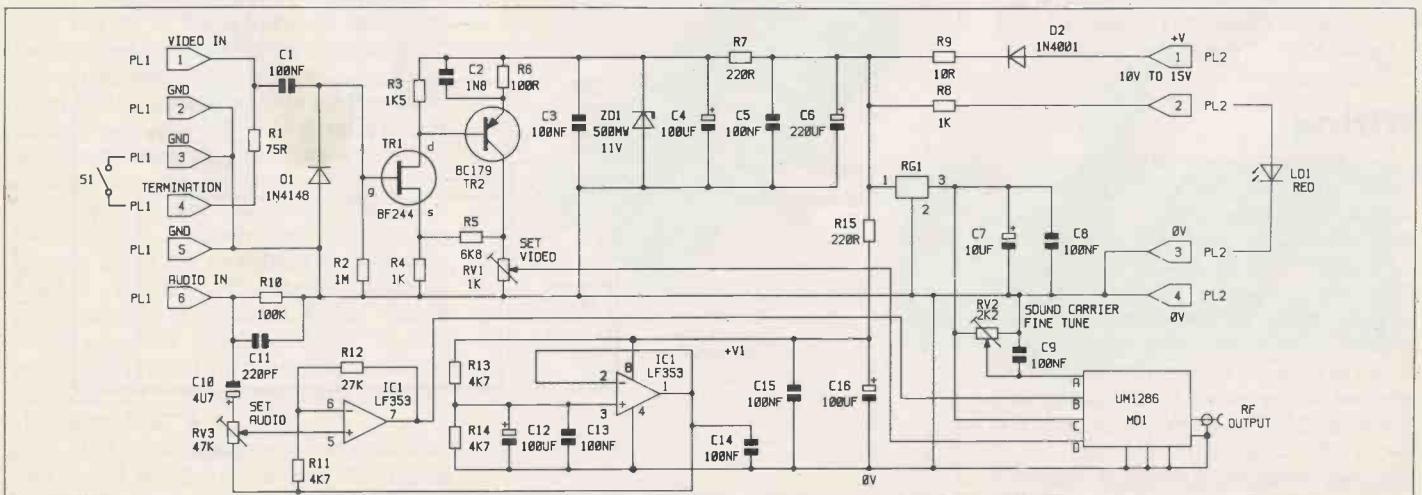 VIDEO IN
PL1 1
C1
100NF
GND
PL1 2
GND
PL1 3
S1
TERMINATION
PL1 4
GND
PL1 5
AUDIO IN
PL1 6
R1
75R
D1
1N4148
R2
1M
R10
100K
C11
220PF
C10
4U7
SET
AUDIO
RV3
47K
R12
27K
R11
4K7
IC1
LF353
6
5
7
R3
1K5
C2
1N8
R6
100R
TR1
d
g
s
BF244
BC179
TR2
R5
6K8
R4
1K
SET
VIDEO
RV1
1K
C3
100NF
ZD1
500MW
11V
C4
100UF
+
R7
220R
C5
100NF
C6
220UF
+
R9
10R
D2
1N4001
+V
1 PL2
10V TO 15V
R8
1K
2 PL2
LD1
RED
0V
3 PL2
4 PL2
0V
RG1
1
3
2
R15
220R
C7
10UF
+
C8
100NF
SOUND CARRIER
FINE TUNE
RV2
2K2
C9
100NF
R13
4K7
R14
4K7
C12
100UF
+
C13
100NF
+V1
IC1
LF353
8
2
3
4
1
C14
100NF
C15
100NF
C16
100UF
+
0V
A
B
C
D
UM1286
MD1
RF
OUTPUT